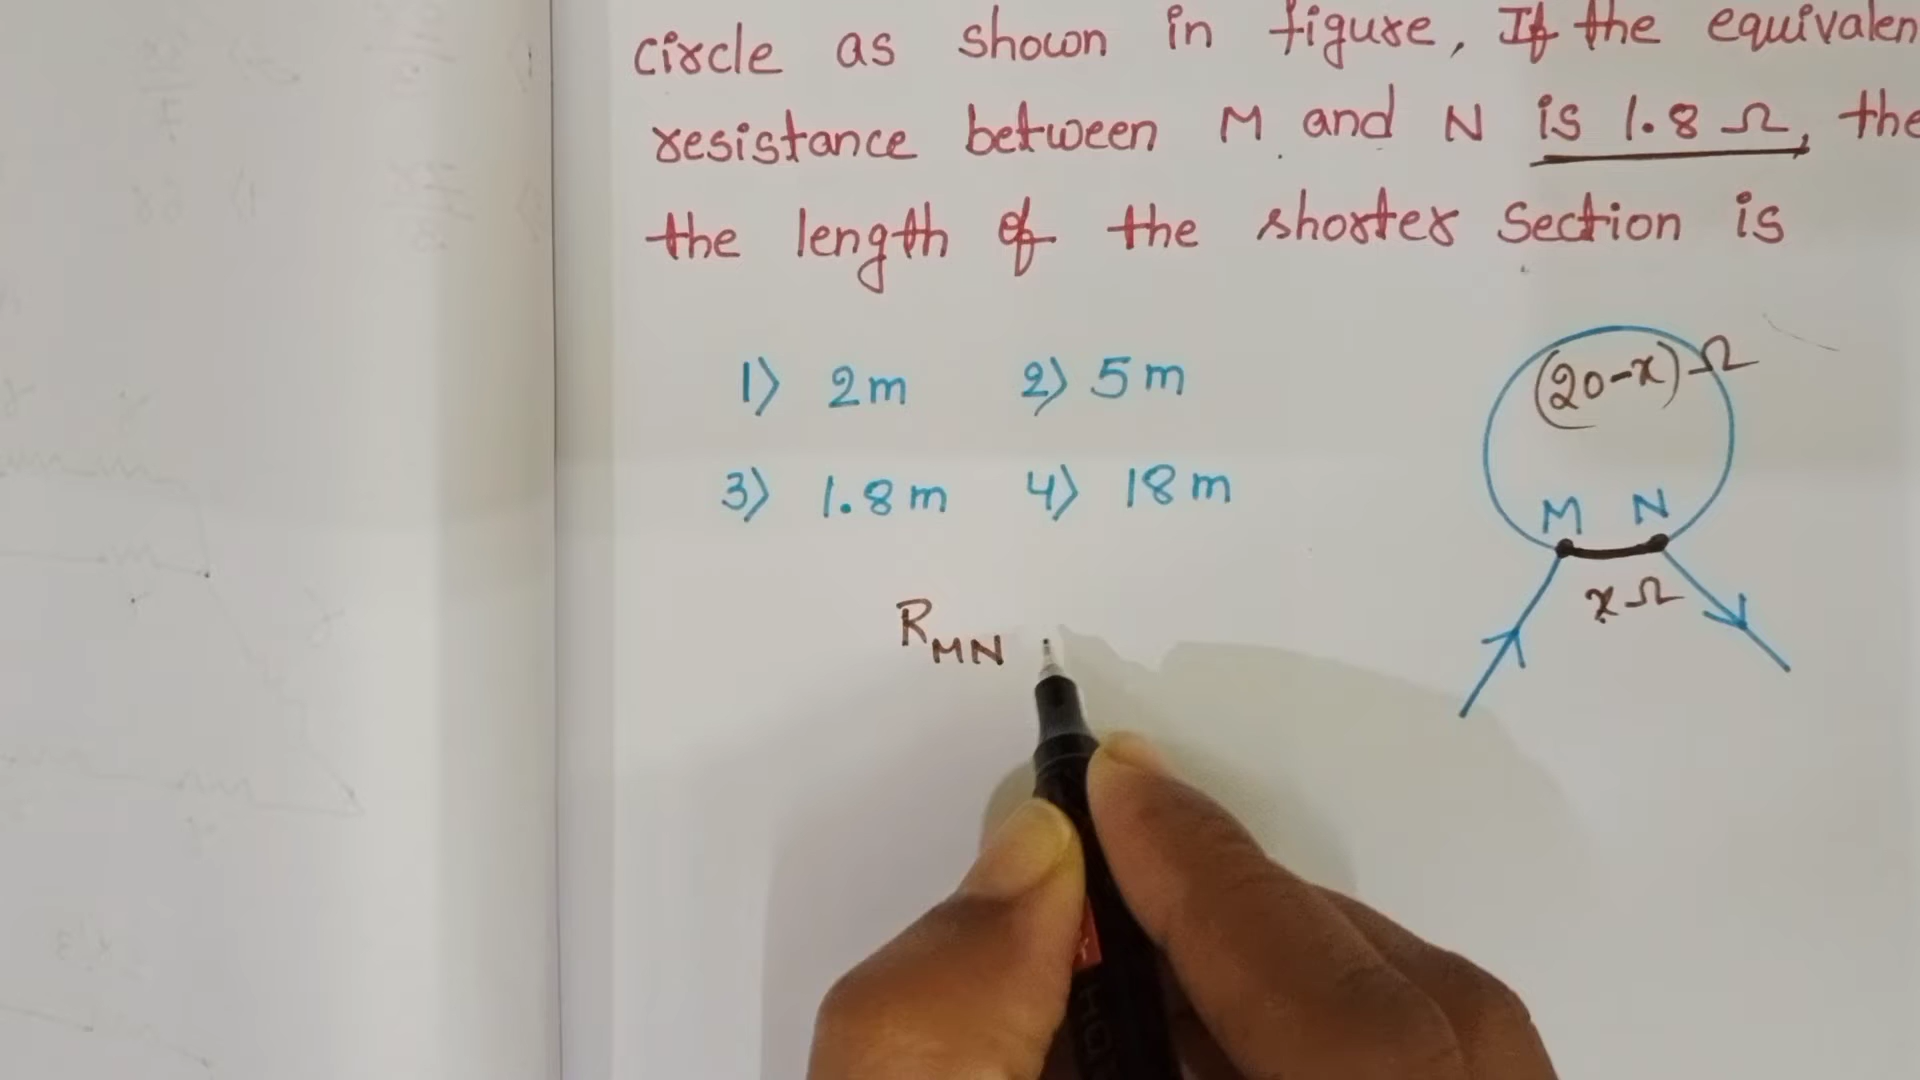 circle as shown in figure, If the equivalen
resistance between M and N is 1.8 Ω, the
the length of the shorter section is
1) 2m 2) 5m
3) 1.8m 4) 18m
(20-x) Ω
M N
x Ω
R_MN